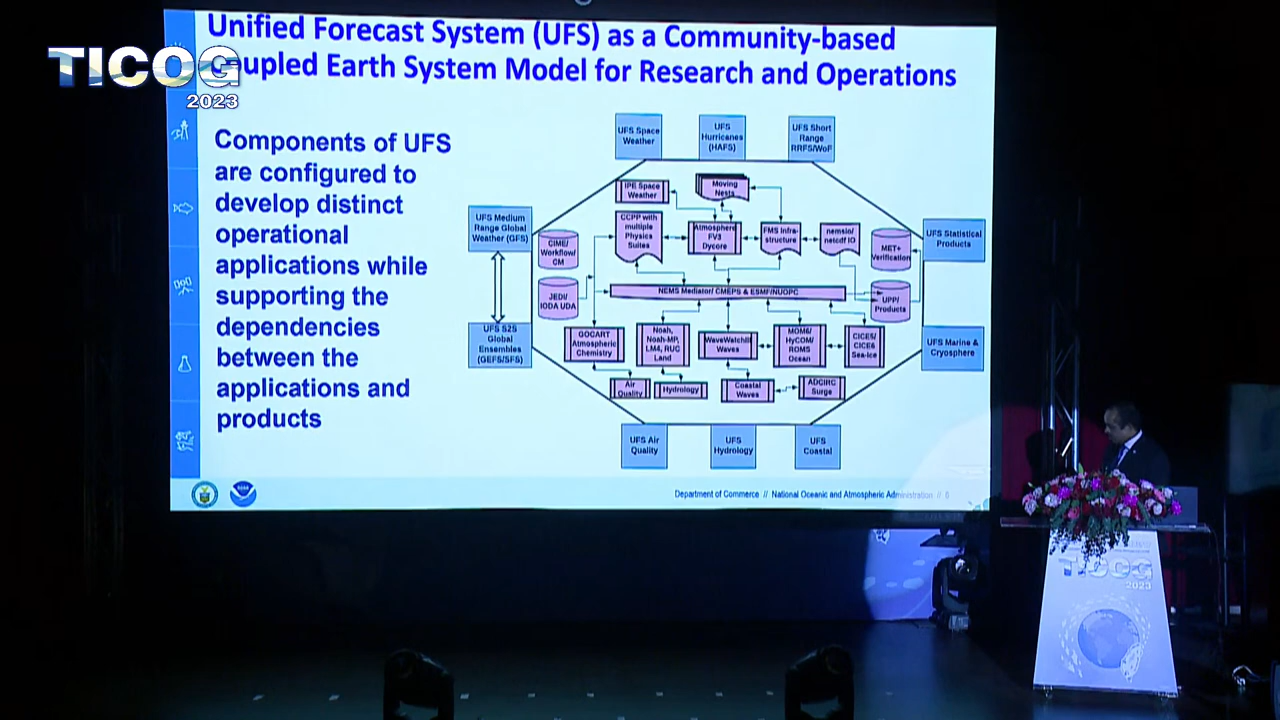 Unified Forecast System (UFS) as a Community-based
TICOG
oupled Earth System Model for Research and Operations
2023
Components of UFS
are configured to
develop distinct
operational
applications while
supporting the
dependencies
between the
applications and
products
UFS Space
Weather
UFS
Hurricanes
(HAFS)
UFS Short
Range
RRFS/WoF
IPE Space
Weather
Moving
Nests
UFS Medium
Range Global
Weather (GFS)
CIME/
Workflow/
CM
CCPP with
multiple
Physics
Suites
Atmosphere
FV3
Dycore
FMS Infra-
structure
nemsio/
netcdf IO
MET+
Verification
UFS Statistical
Products
JEDI/
IODA UDA
NEMS Mediator/ CMEPS & ESMF/NUOPC
UPP/
Products
UFS S2S
Global
Ensembles
(GEFS/SFS)
GOCART
Atmospheric
Chemistry
Noah,
Noah-MP,
LM4, RUC
Land
WaveWatchIII
Waves
MOM6/
HyCOM/
ROMS
Ocean
CICE5/
CICE6
Sea-ice
UFS Marine &
Cryosphere
Air
Quality
Hydrology
Coastal
Waves
ADCIRC
Surge
UFS Air
Quality
UFS
Hydrology
UFS
Coastal
Department of Commerce // National Oceanic and Atmospheric Administration // 6
TICOG
2023